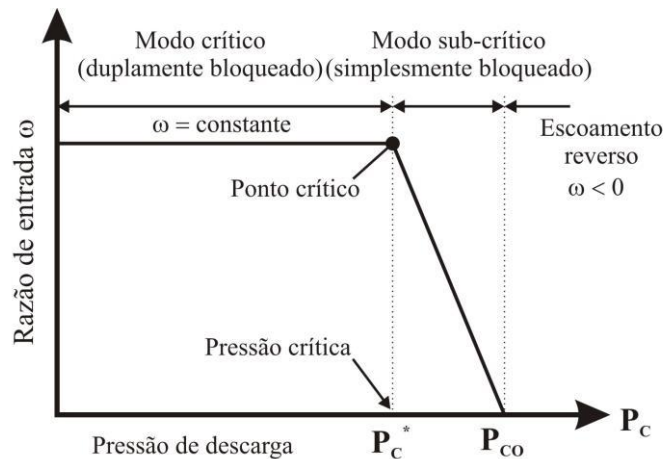 Modo crítico
(duplamente bloqueado)
Modo sub-crítico
(simplesmente bloqueado)
ω = constante
Escoamento
reverso
ω < 0
Ponto crítico
Razão de entrada ω
Pressão crítica
Pressão de descarga
P_C^*
P_CO
P_C